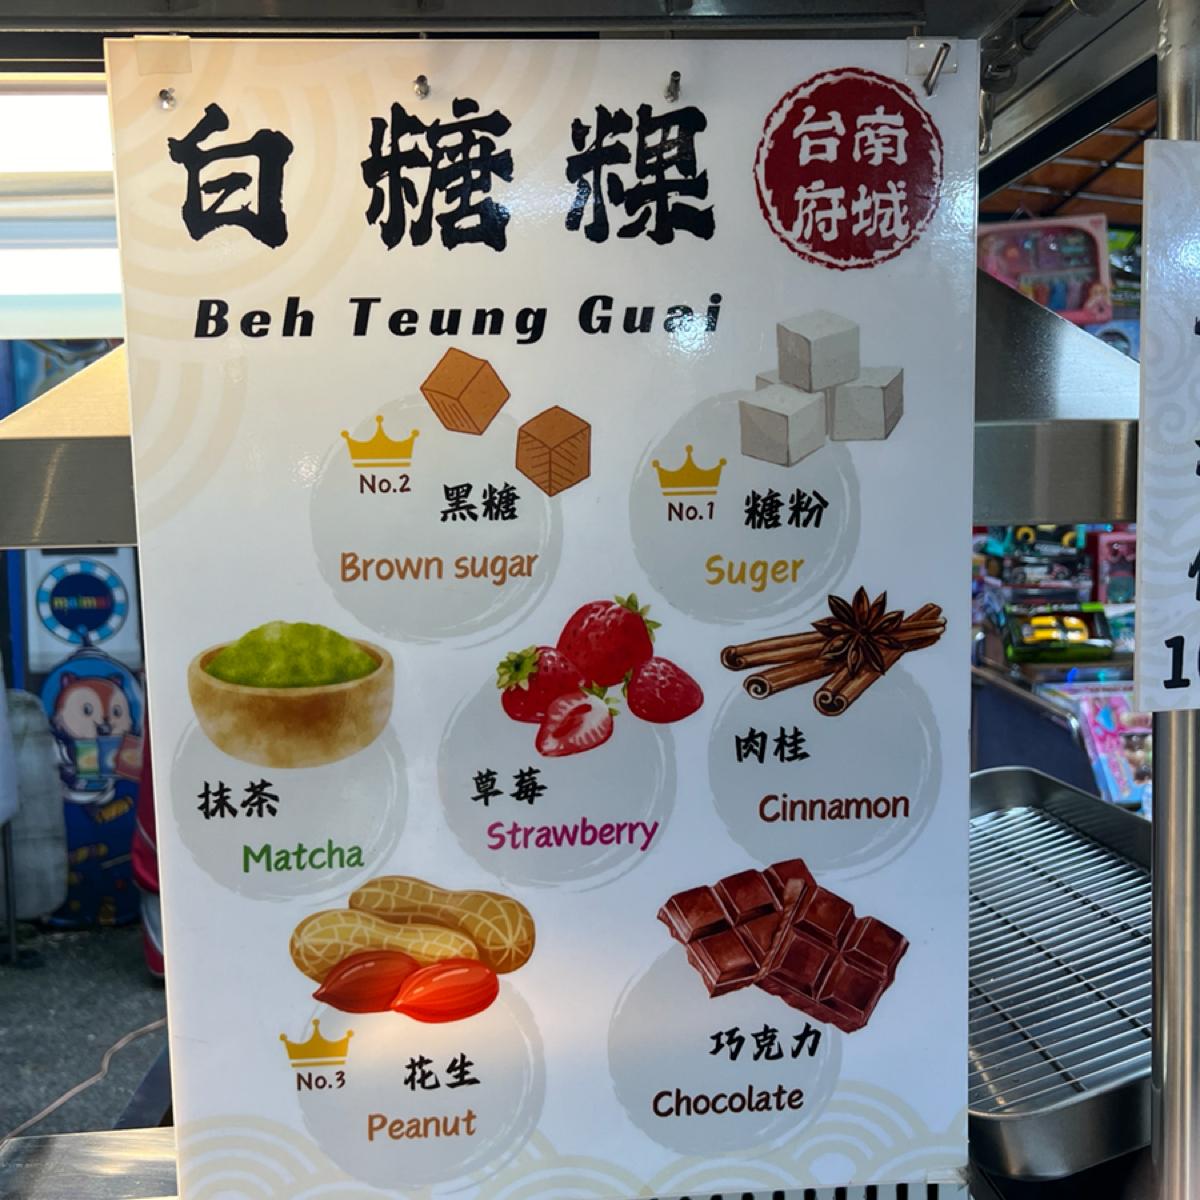 白糖粿
台南
府城
Beh Teung Guai
No.2
黑糖
Brown sugar
No.1
糖粉
Suger
抹茶
Matcha
草莓
Strawberry
肉桂
Cinnamon
No.3
花生
Peanut
巧克力
Chocolate
maimai